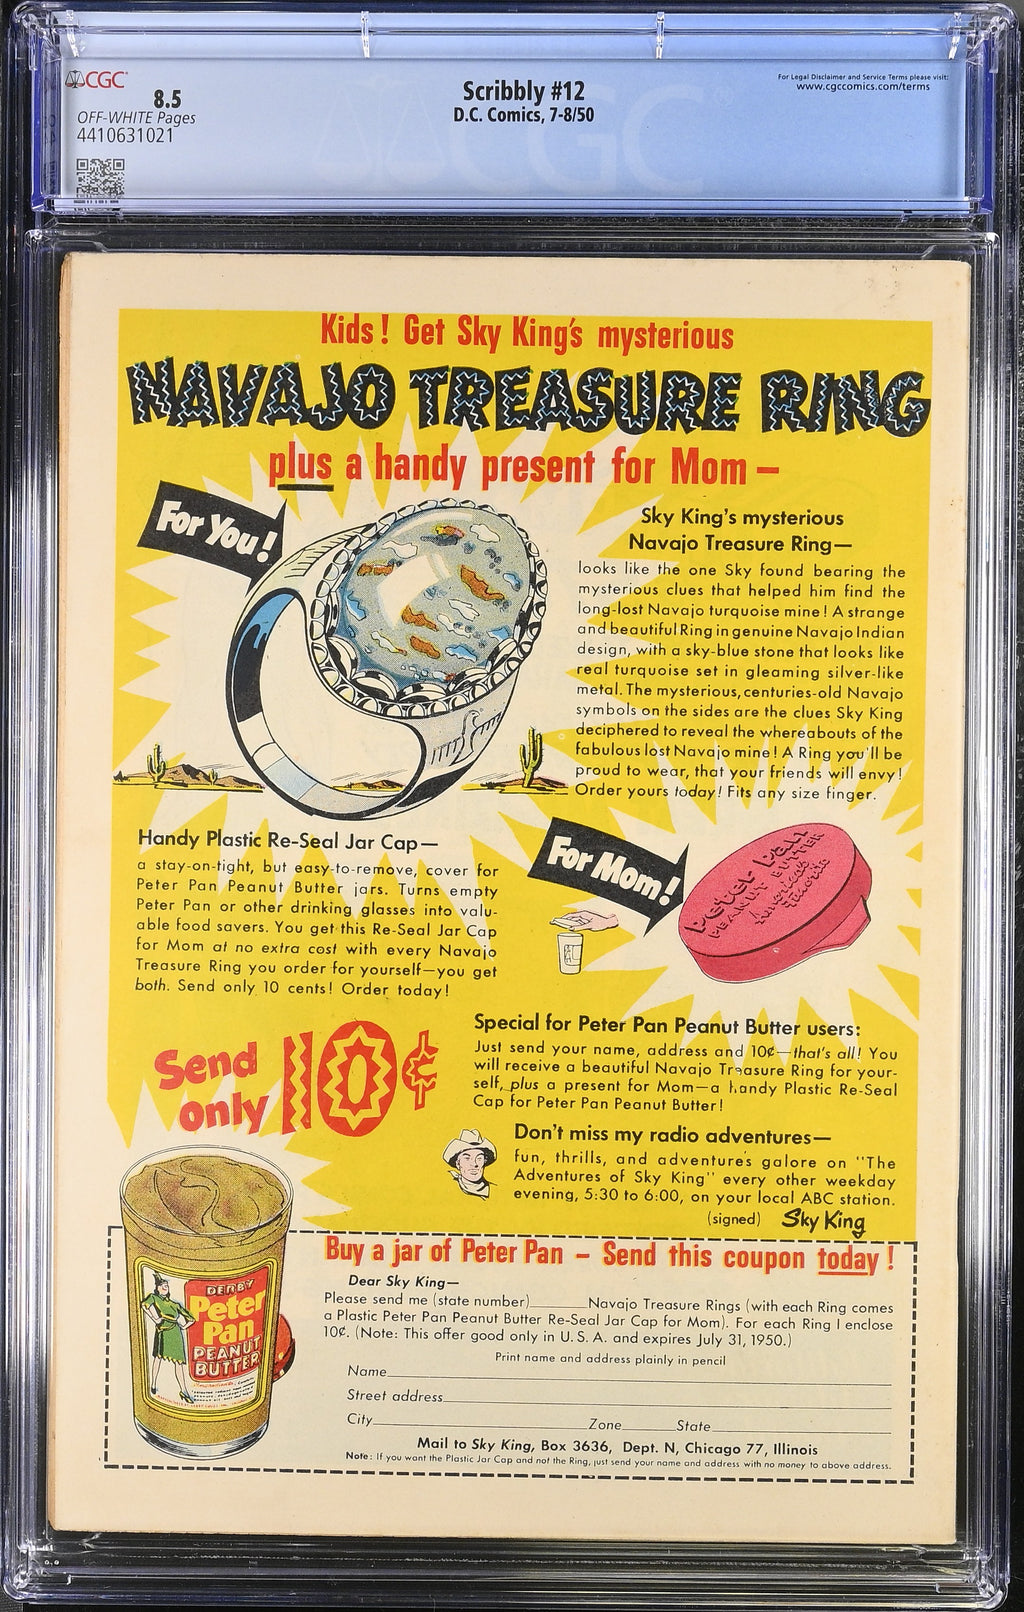 CGC
8.5
OFF-WHITE Pages
4410631021
Scribbly #12
D.C. Comics, 7-8/50
For Legal Disclaimer and Service Terms please visit:
www.cgccomics.com/terms
CGC
Kids! Get Sky King's mysterious
NAVAJO TREASURE RING
plus a handy present for Mom —
For You!
Sky King's mysterious
Navajo Treasure Ring—
looks like the one Sky found bearing the
mysterious clues that helped him find the
long-lost Navajo turquoise mine! A strange
and beautiful Ring in genuine Navajo Indian
design, with a sky-blue stone that looks like
real turquoise set in gleaming silver-like
metal. The mysterious, centuries-old Navajo
symbols on the sides are the clues Sky King
deciphered to reveal the whereabouts of the
fabulous lost Navajo mine! A Ring you'll be
proud to wear, that your friends will envy!
Order yours today! Fits any size finger.
Handy Plastic Re-Seal Jar Cap—
a stay-on-tight, but easy-to-remove, cover for
Peter Pan Peanut Butter jars. Turns empty
Peter Pan or other drinking glasses into valu-
able food savers. You get this Re-Seal Jar Cap
for Mom at no extra cost with every Navajo
Treasure Ring you order for yourself—you get
both. Send only 10 cents! Order today!
For Mom!
Peter Pan
PEANUT BUTTER
America's
Favorite
Send
only 10¢
Special for Peter Pan Peanut Butter users:
Just send your name, address and 10¢—that's all! You
will receive a beautiful Navajo Treasure Ring for your-
self, plus a present for Mom—a handy Plastic Re-Seal
Cap for Peter Pan Peanut Butter!
Don't miss my radio adventures—
fun, thrills, and adventures galore on "The
Adventures of Sky King" every other weekday
evening, 5:30 to 6:00, on your local ABC station.
(signed) Sky King
DERBY
Peter
Pan
PEANUT
BUTTER
Buy a jar of Peter Pan – Send this coupon today!
Dear Sky King—
Please send me (state number)______Navajo Treasure Rings (with each Ring comes
a Plastic Peter Pan Peanut Butter Re-Seal Jar Cap for Mom). For each Ring I enclose
10¢. (Note: This offer good only in U. S. A. and expires July 31, 1950.)
Print name and address plainly in pencil
Name
Street address
City______Zone______State
Mail to Sky King, Box 3636, Dept. N, Chicago 77, Illinois
Note: If you want the Plastic Jar Cap and not the Ring, just send your name and address with no money to above address.